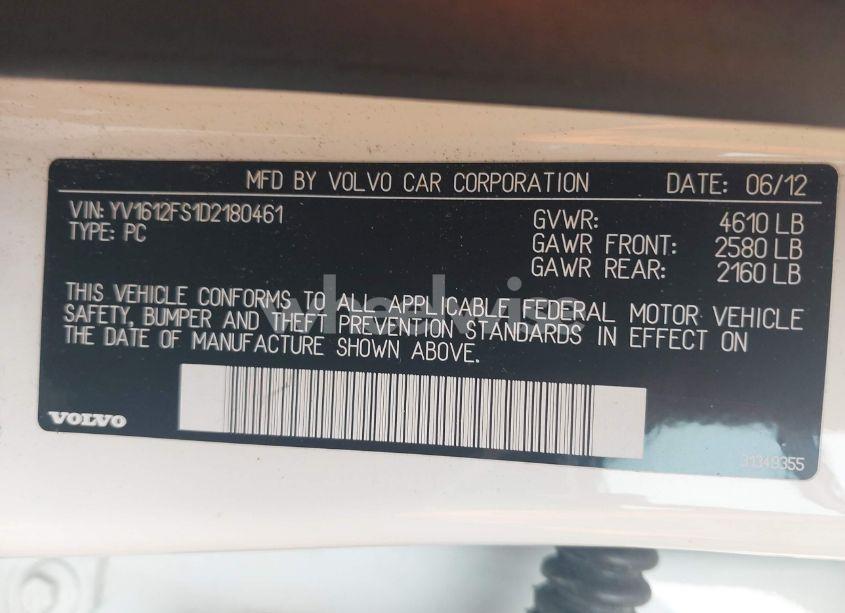 MFD BY VOLVO CAR CORPORATION DATE: 06/12
VIN: YV1612FS1D2180461
TYPE: PC
GVWR: 4610 LB
GAWR FRONT: 2580 LB
GAWR REAR: 2160 LB
THIS VEHICLE CONFORMS TO ALL APPLICABLE FEDERAL MOTOR VEHICLE
SAFETY, BUMPER AND THEFT PREVENTION STANDARDS IN EFFECT ON
THE DATE OF MANUFACTURE SHOWN ABOVE.
VOLVO
31349355